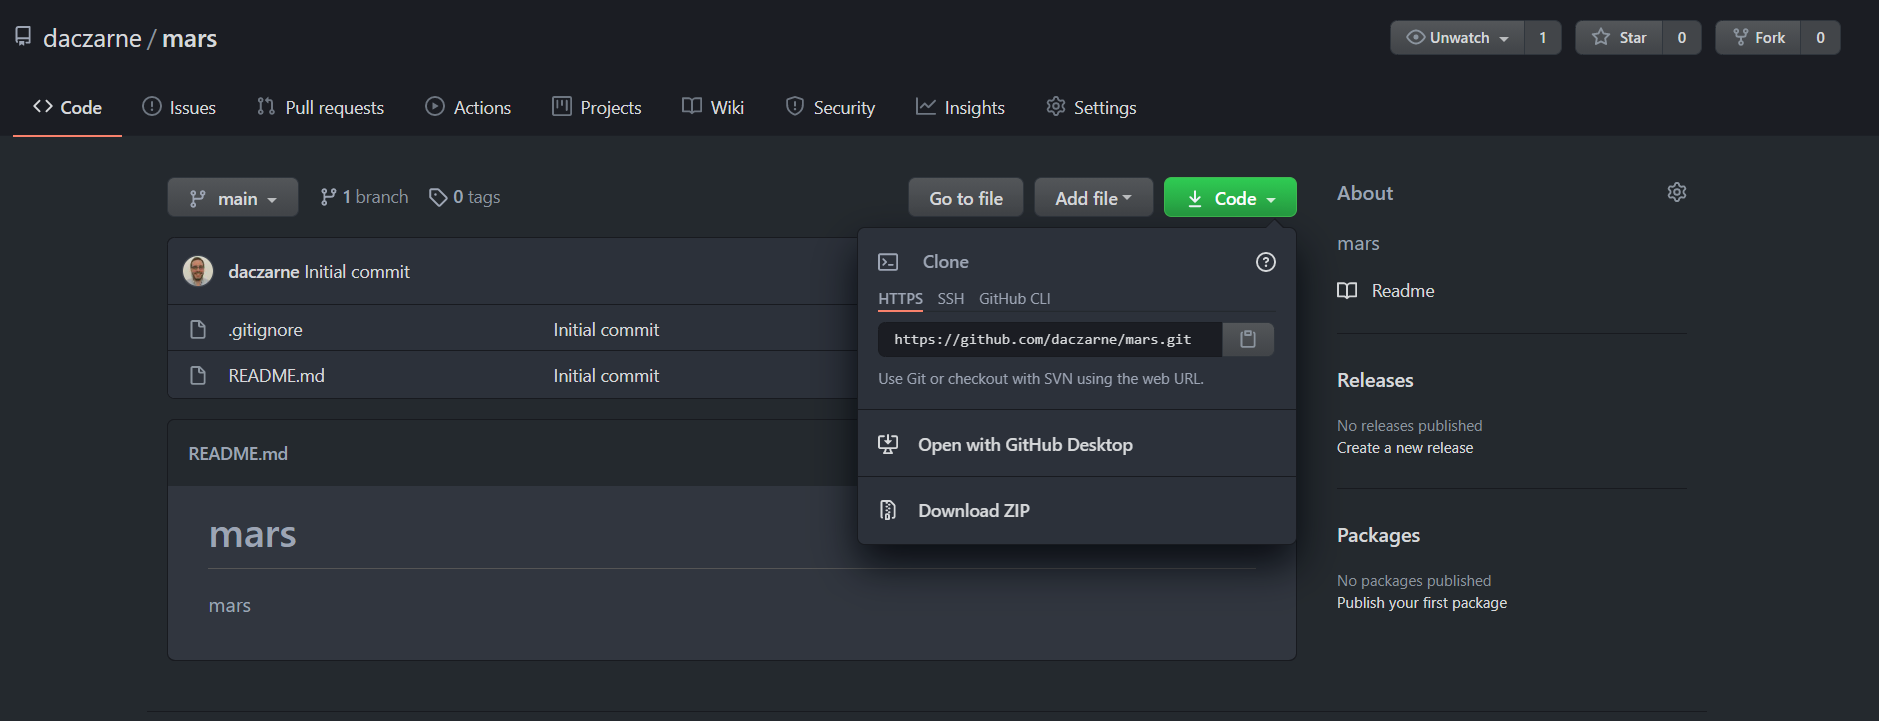 daczarne / mars
Unwatch 1 Star 0 Fork 0
Code Issues Pull requests Actions Projects Wiki Security Insights Settings
main 1 branch 0 tags Go to file Add file Code
daczarne Initial commit
.gitignore Initial commit
README.md Initial commit
README.md
mars
mars
Clone
HTTPS SSH GitHub CLI
https://github.com/daczarne/mars.git
Use Git or checkout with SVN using the web URL.
Open with GitHub Desktop
Download ZIP
About
mars
Readme
Releases
No releases published
Create a new release
Packages
No packages published
Publish your first package